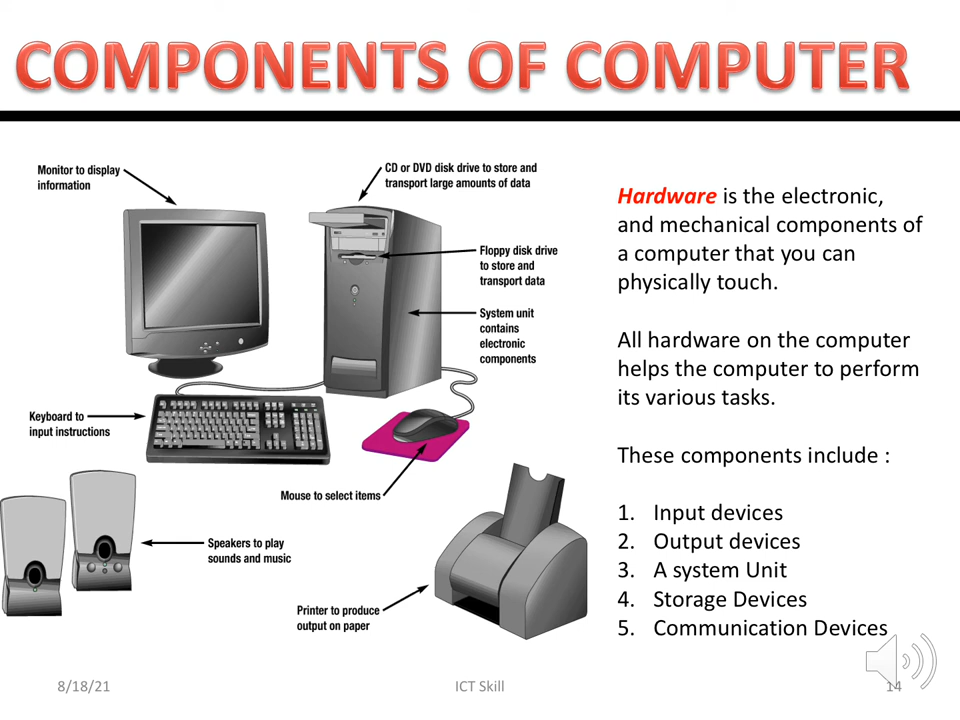 COMPONENTS OF COMPUTER
Monitor to display
information
CD or DVD disk drive to store and
transport large amounts of data
Floppy disk drive
to store and
transport data
System unit
contains
electronic
components
Keyboard to
input instructions
Mouse to select items
Speakers to play
sounds and music
Printer to produce
output on paper
Hardware is the electronic,
and mechanical components of
a computer that you can
physically touch.
All hardware on the computer
helps the computer to perform
its various tasks.
These components include :
1. Input devices
2. Output devices
3. A system Unit
4. Storage Devices
5. Communication Devices
8/18/21
ICT Skill
14